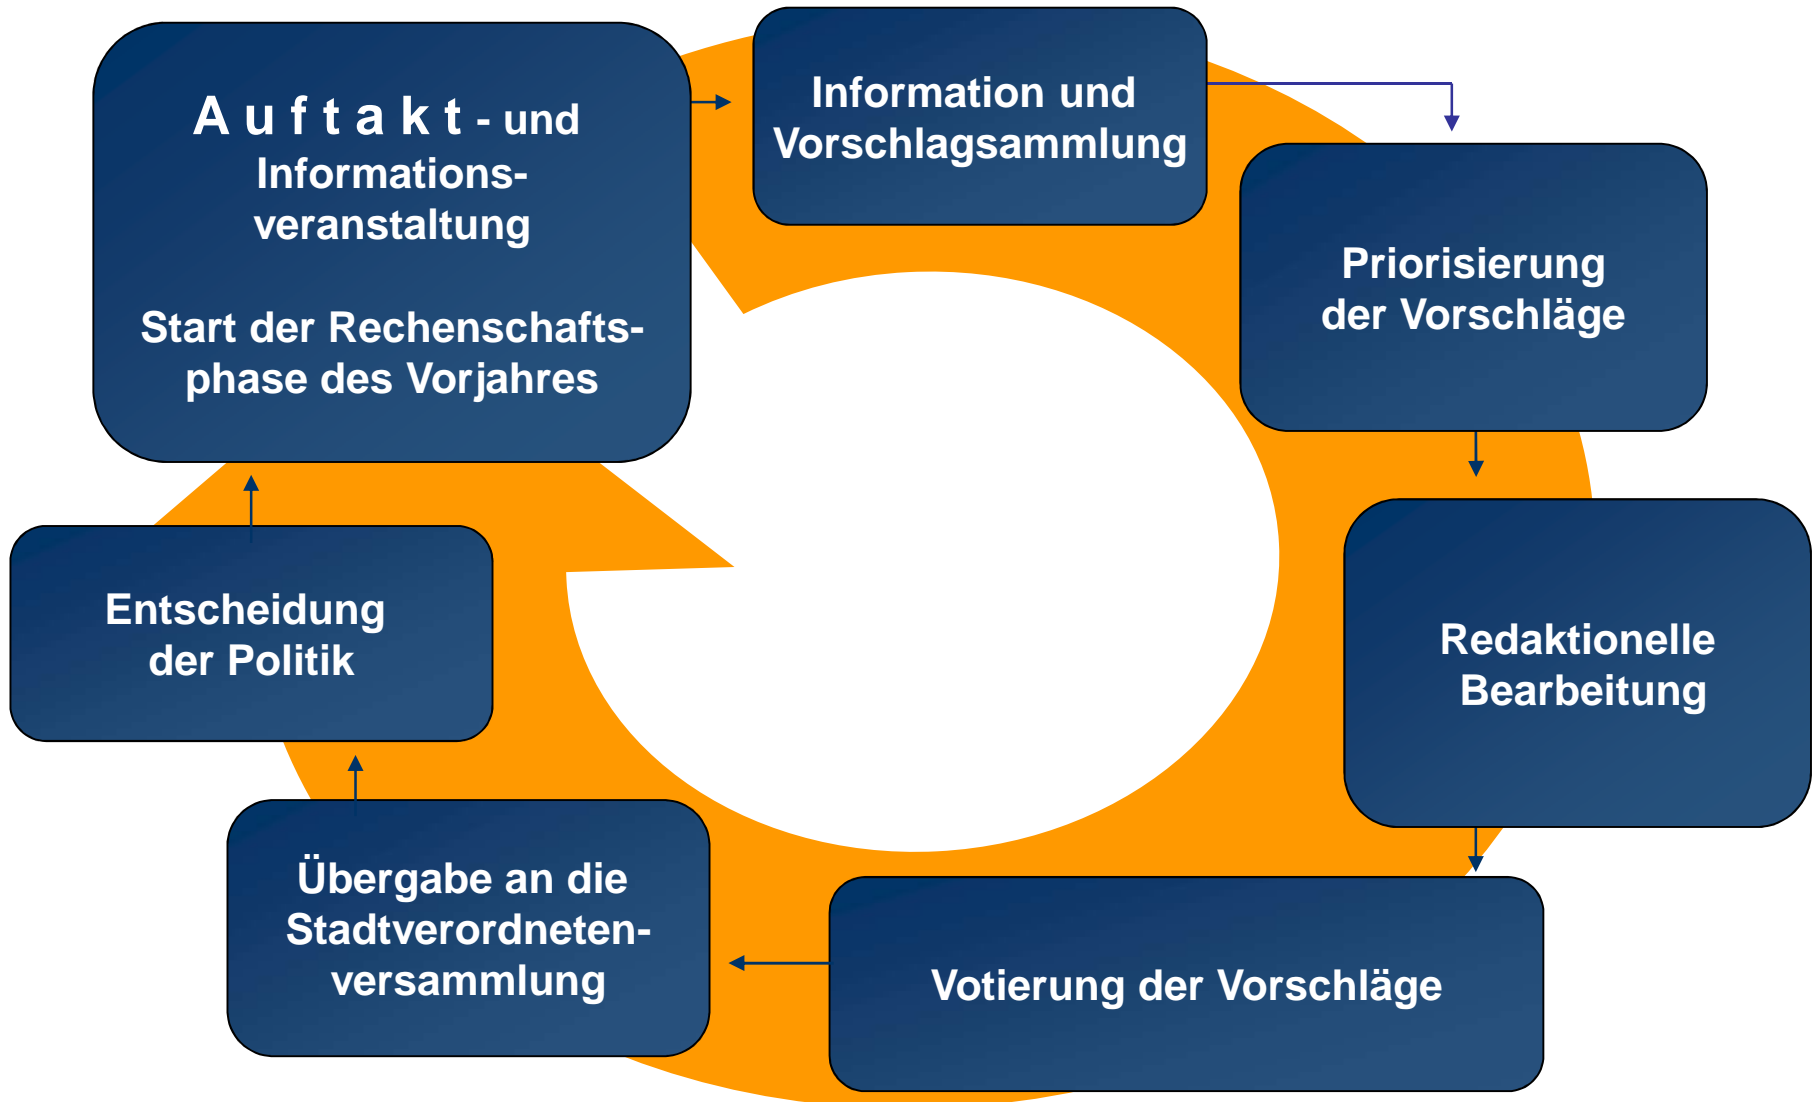 A u f t a k t - und
Informations-
veranstaltung
Start der Rechenschafts-
phase des Vorjahres
Information und
Vorschlagsammlung
Priorisierung
der Vorschläge
Redaktionelle
Bearbeitung
Votierung der Vorschläge
Übergabe an die
Stadtverordneten-
versammlung
Entscheidung
der Politik